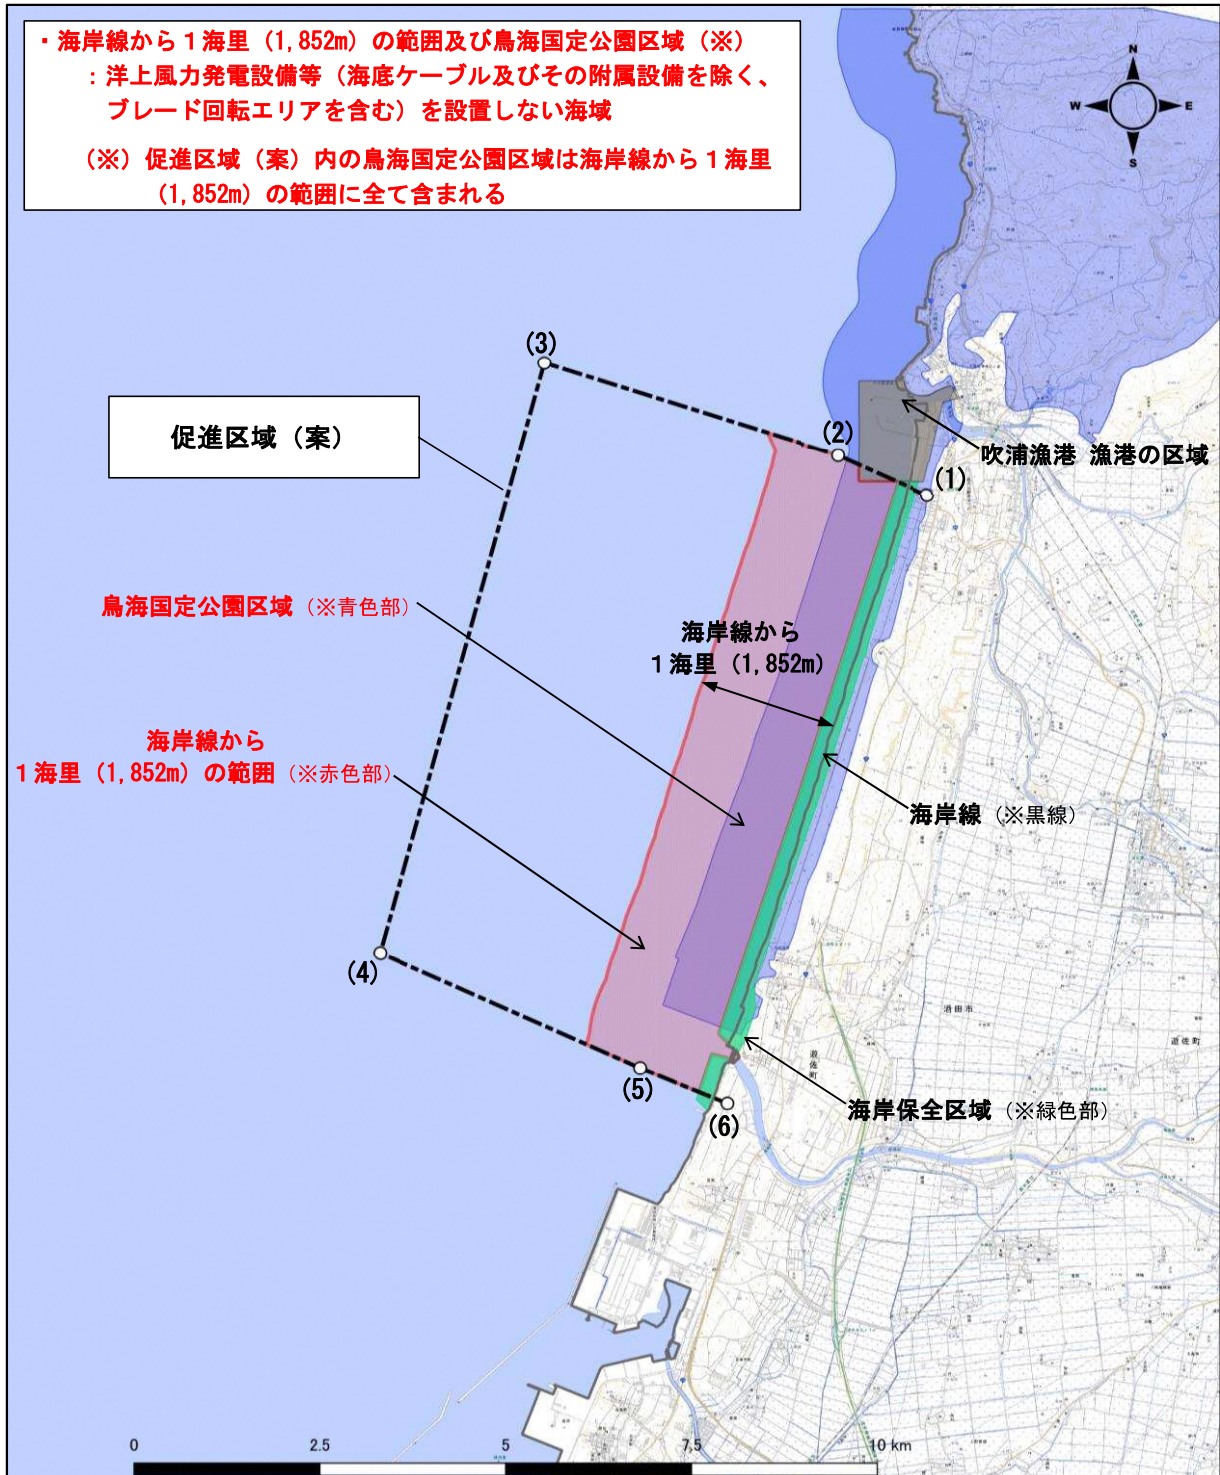 ・海岸線から１海里（1,852m）の範囲及び鳥海国定公園区域（※）
：洋上風力発電設備等（海底ケーブル及びその附属設備を除く、
ブレード回転エリアを含む）を設置しない海域
（※）促進区域（案）内の鳥海国定公園区域は海岸線から１海里
（1,852m）の範囲に全て含まれる
N
W
E
S
(3)
促進区域（案）
(2)
吹浦漁港 漁港の区域
(1)
鳥海国定公園区域（※青色部）
海岸線から
１海里（1,852m）
海岸線から
１海里（1,852m）の範囲（※赤色部）
海岸線（※黒線）
(4)
酒田市
遊佐町
遊佐町
(5)
(6)
海岸保全区域（※緑色部）
0
2.5
5
7.5
10 km